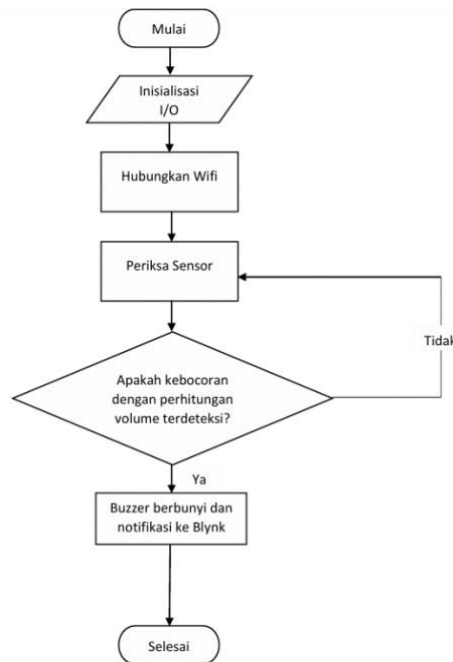 Mulai
Inisialisasi
I/O
Hubungkan Wifi
Periksa Sensor
Tidak
Apakah kebocoran
dengan perhitungan
volume terdeteksi?
Ya
Buzzer berbunyi dan
notifikasi ke Blynk
Selesai